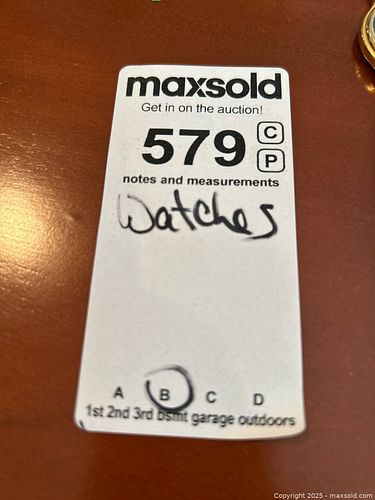 maxsold
Get in on the auction!
579 C
P
notes and measurements
Watches
A B C D
1st 2nd 3rd bsmt garage outdoors
Copyright 2025 - maxsold.com